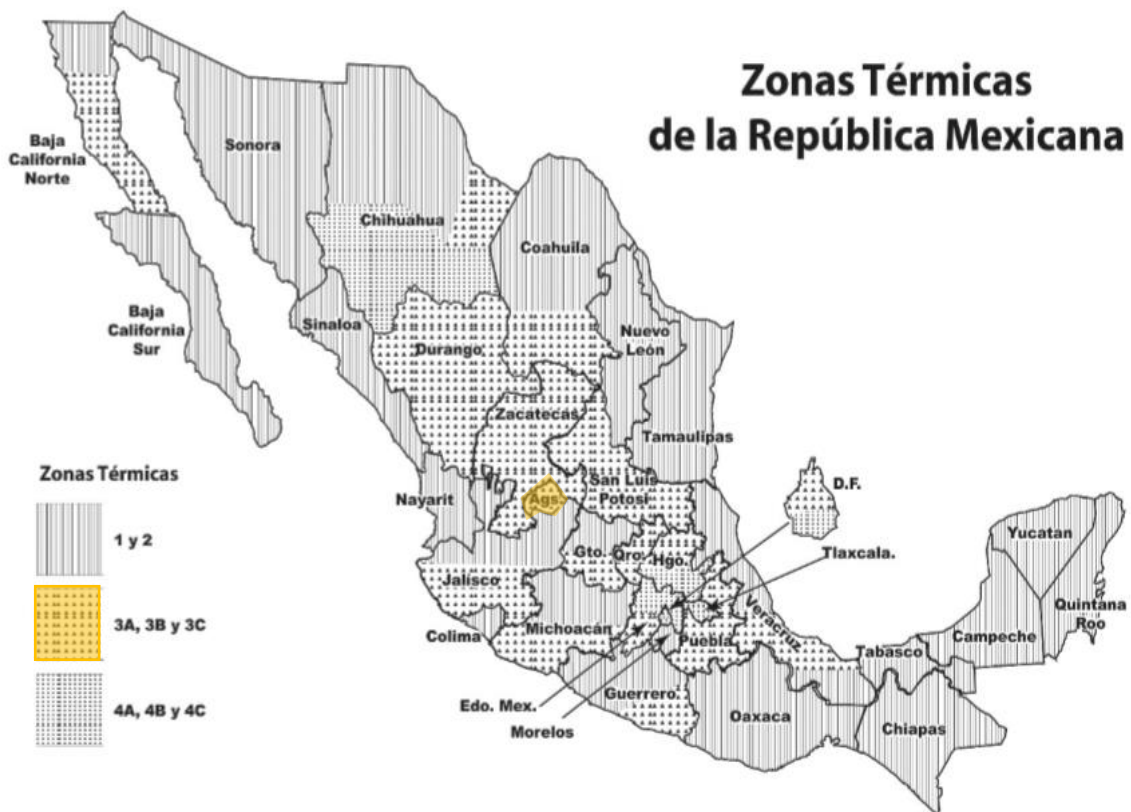 Zonas Térmicas
de la República Mexicana
Baja
California
Norte
Sonora
Chihuahua
Coahuila
Baja
California
Sur
Sinaloa
Durango
Nuevo
León
Zacatecas
Tamaulipas
Zonas Térmicas
1 y 2
3A, 3B y 3C
4A, 4B y 4C
Nayarit
Ags.
San Luis
Potosi
D.F.
Tlaxcala.
Yucatan
Quintana
Roo
Gto.
Qro.
Hgo.
Jalisco
Colima
Michoacán
Puebla
Veracruz
Tabasco
Campeche
Edo. Mex.
Morelos
Guerrero
Oaxaca
Chiapas